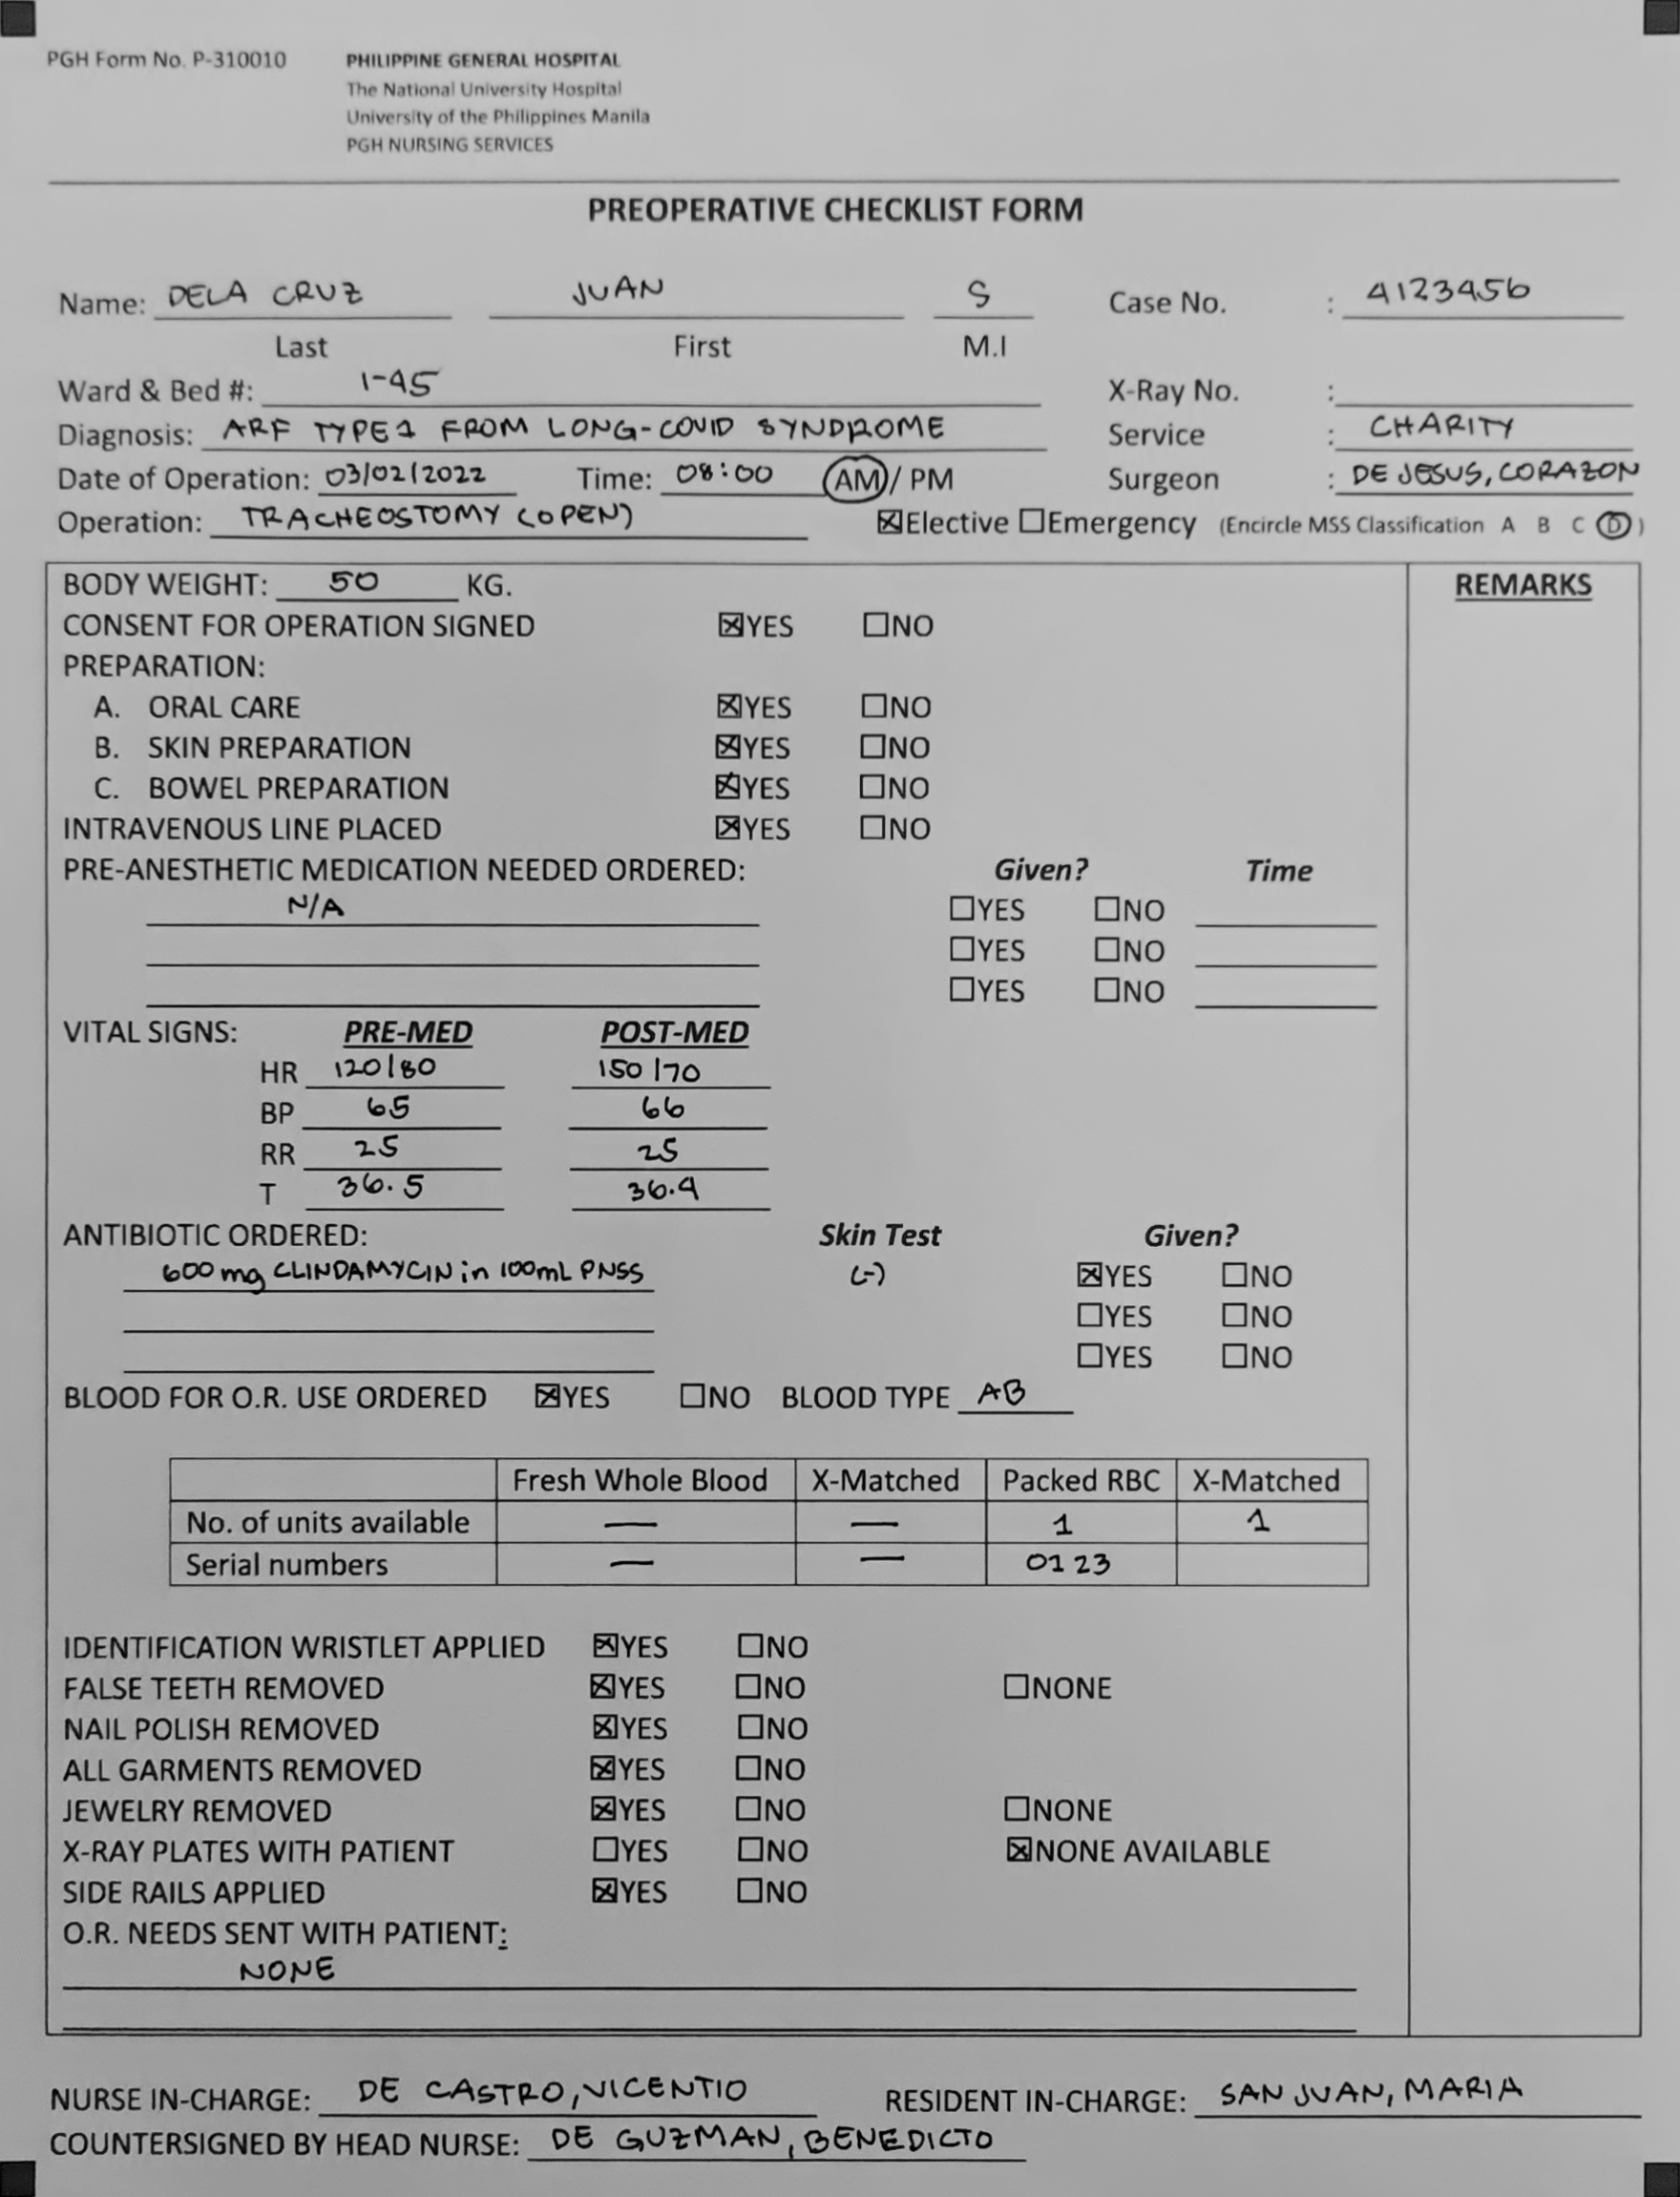 PGH Form No. P-310010
PHILIPPINE GENERAL HOSPITAL
The National University Hospital
University of the Philippines Manila
PGH NURSING SERVICES
PREOPERATIVE CHECKLIST FORM
Name: DELA CRUZ JUAN S Case No. : 4123456
Last First M.I
Ward & Bed #: 1-45 X-Ray No. :
Diagnosis: ARF TYPE 1 FROM LONG-COVID SYNDROME Service : CHARITY
Date of Operation: 03/02/2022 Time: 08:00 AM / PM Surgeon : DE JESUS, CORAZON
Operation: TRACHEOSTOMY (OPEN) ☒Elective ☐Emergency (Encircle MSS Classification A B C D )
BODY WEIGHT: 50 KG. REMARKS
CONSENT FOR OPERATION SIGNED ☒YES ☐NO
PREPARATION:
A. ORAL CARE ☒YES ☐NO
B. SKIN PREPARATION ☒YES ☐NO
C. BOWEL PREPARATION ☒YES ☐NO
INTRAVENOUS LINE PLACED ☒YES ☐NO
PRE-ANESTHETIC MEDICATION NEEDED ORDERED: Given? Time
N/A ☐YES ☐NO
☐YES ☐NO
☐YES ☐NO
VITAL SIGNS: PRE-MED POST-MED
HR 120/80 150/70
BP 65 66
RR 25 25
T 36.5 36.4
ANTIBIOTIC ORDERED: Skin Test Given?
600 mg CLINDAMYCIN in 100mL PNSS (-) ☒YES ☐NO
☐YES ☐NO
☐YES ☐NO
BLOOD FOR O.R. USE ORDERED ☒YES ☐NO BLOOD TYPE AB
Fresh Whole Blood X-Matched Packed RBC X-Matched
No. of units available — — 1 1
Serial numbers — — 0123
IDENTIFICATION WRISTLET APPLIED ☒YES ☐NO
FALSE TEETH REMOVED ☒YES ☐NO ☐NONE
NAIL POLISH REMOVED ☒YES ☐NO
ALL GARMENTS REMOVED ☒YES ☐NO
JEWELRY REMOVED ☒YES ☐NO ☐NONE
X-RAY PLATES WITH PATIENT ☐YES ☐NO ☒NONE AVAILABLE
SIDE RAILS APPLIED ☒YES ☐NO
O.R. NEEDS SENT WITH PATIENT:
NONE
NURSE IN-CHARGE: DE CASTRO, VICENTIO RESIDENT IN-CHARGE: SAN JUAN, MARIA
COUNTERSIGNED BY HEAD NURSE: DE GUZMAN, BENEDICTO